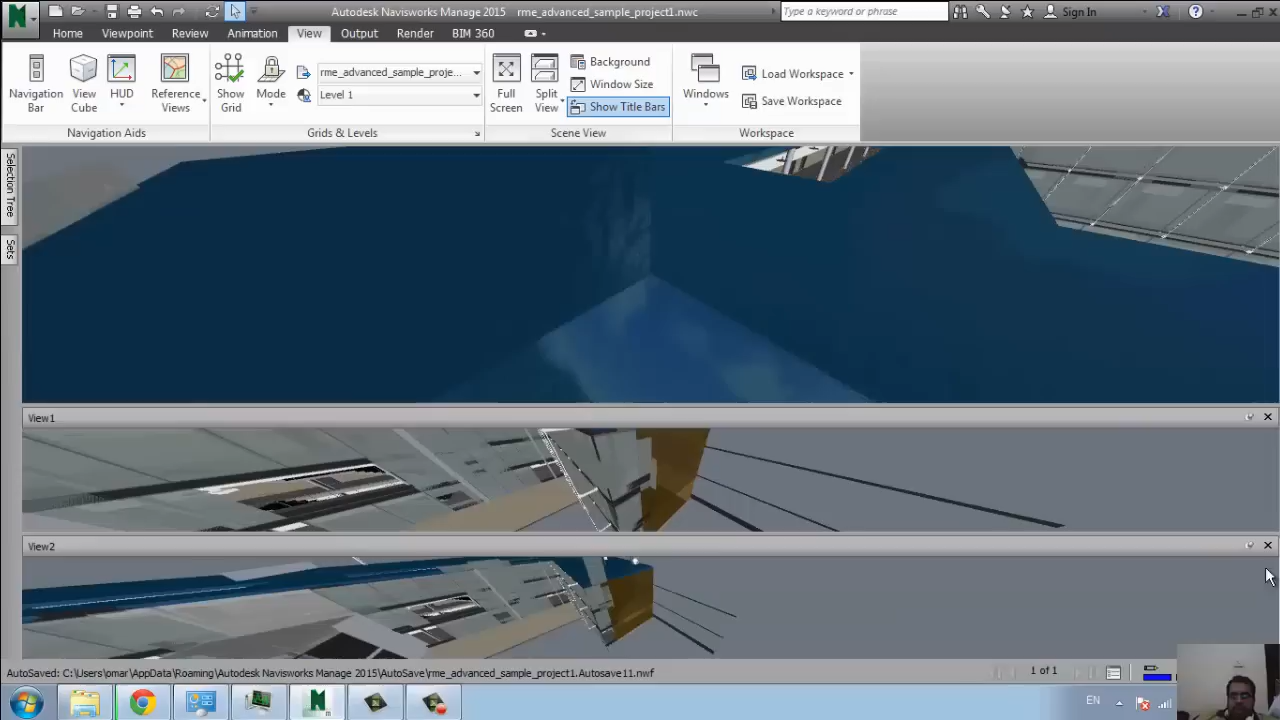 Autodesk Navisworks Manage 2015 rme_advanced_sample_project1.nwc
Type a keyword or phrase
Sign In
Home Viewpoint Review Animation View Output Render BIM 360
Navigation Bar
View Cube
HUD
Reference Views
Show Grid
Mode
rme_advanced_sample_proje...
Level 1
Full Screen
Split View
Background
Window Size
Show Title Bars
Windows
Load Workspace
Save Workspace
Navigation Aids
Grids & Levels
Scene View
Workspace
Selection Tree
Sets
View1
View2
AutoSaved: C:\Users\omar\AppData\Roaming\Autodesk Navisworks Manage 2015\AutoSave\rme_advanced_sample_project1.Autosave11.nwf
1 of 1
EN